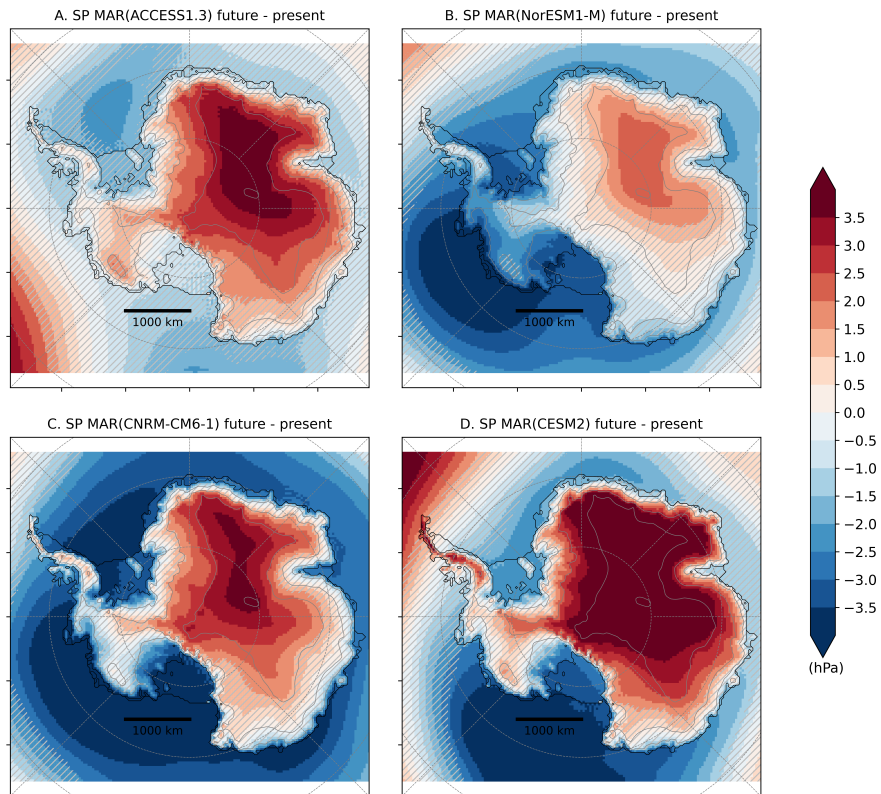 A. SP MAR(ACCESS1.3) future - present
B. SP MAR(NorESM1-M) future - present
1000 km
1000 km
C. SP MAR(CNRM-CM6-1) future - present
D. SP MAR(CESM2) future - present
1000 km
1000 km
3.5
3.0
2.5
2.0
1.5
1.0
0.5
0.0
−0.5
−1.0
−1.5
−2.0
−2.5
−3.0
−3.5
(hPa)